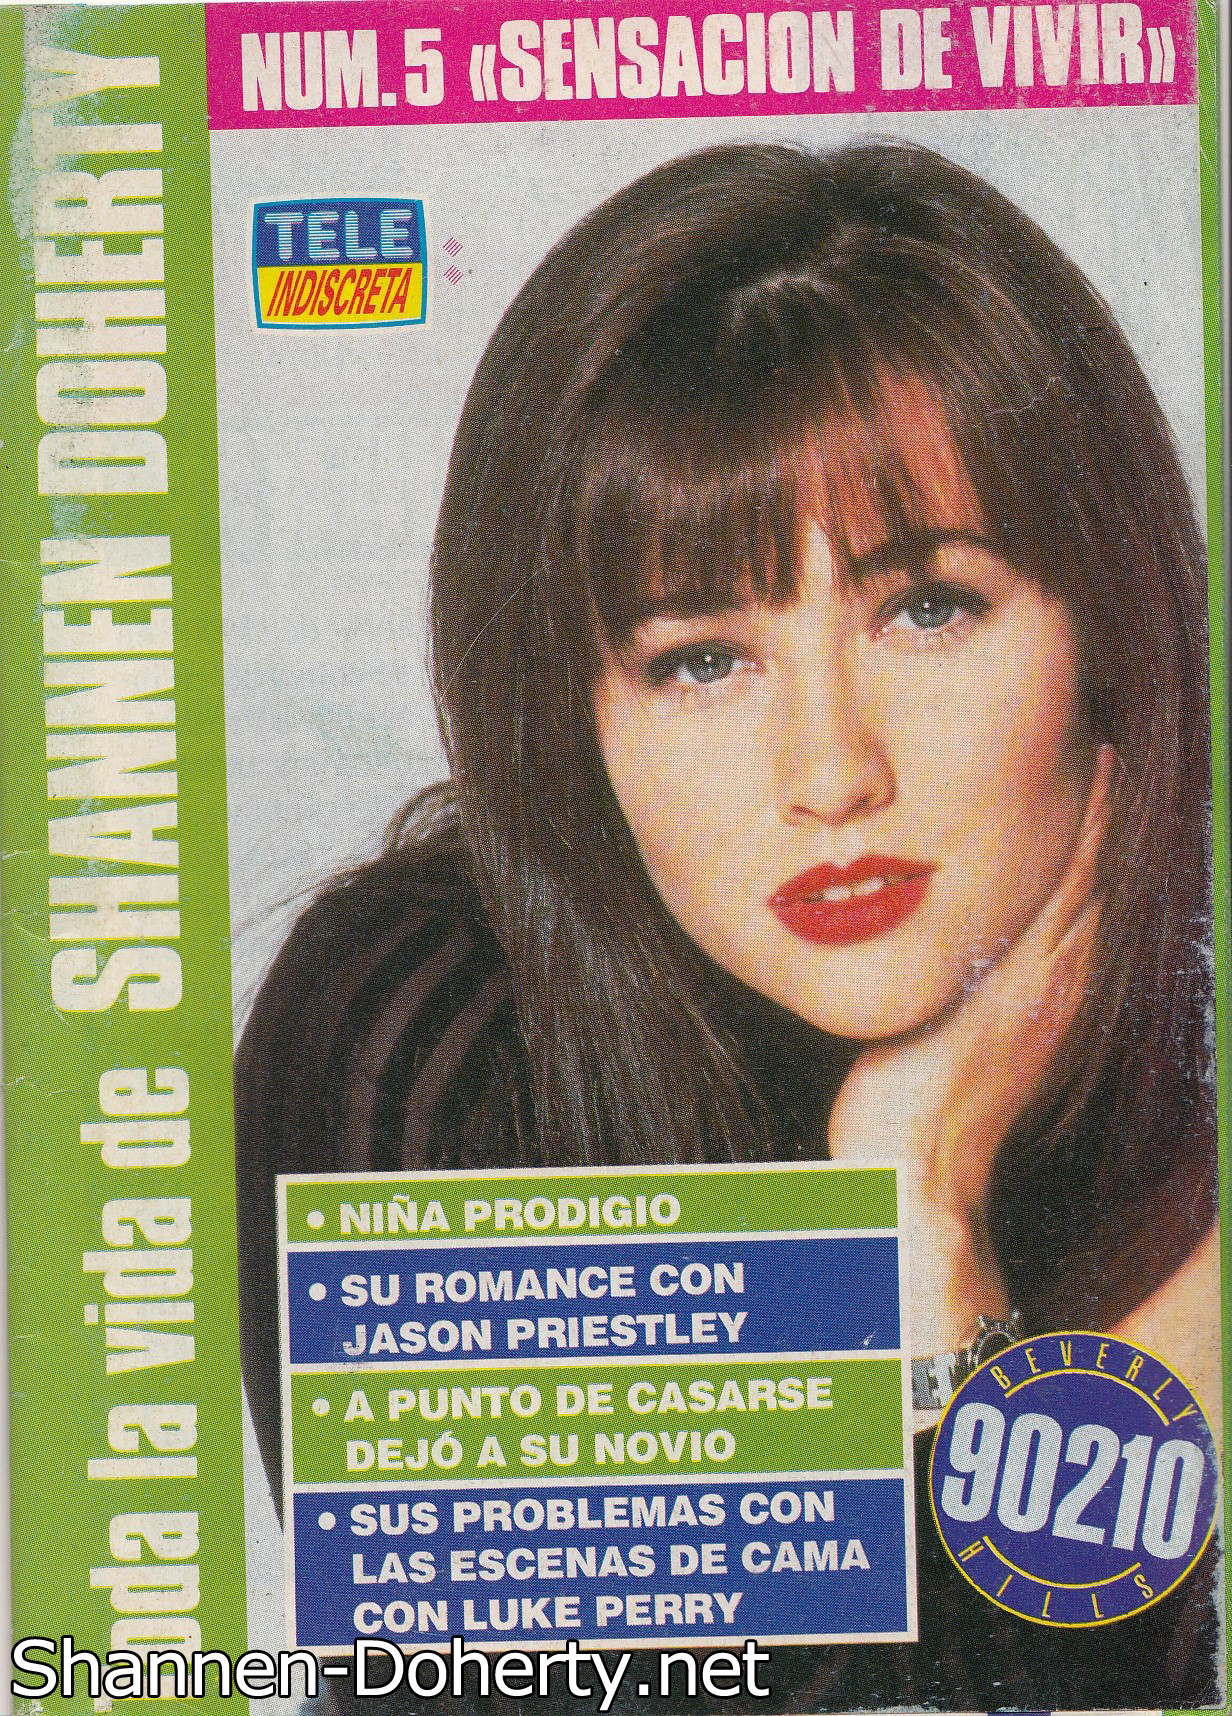 NUM. 5 «SENSACION DE VIVIR»
TELE
INDISCRETA
Toda la vida de SHANNEN DOHERTY
• NIÑA PRODIGIO
• SU ROMANCE CON
JASON PRIESTLEY
• A PUNTO DE CASARSE
DEJÓ A SU NOVIO
• SUS PROBLEMAS CON
LAS ESCENAS DE CAMA
CON LUKE PERRY
BEVERLY
90210
HILLS
Shannen-Doherty.net